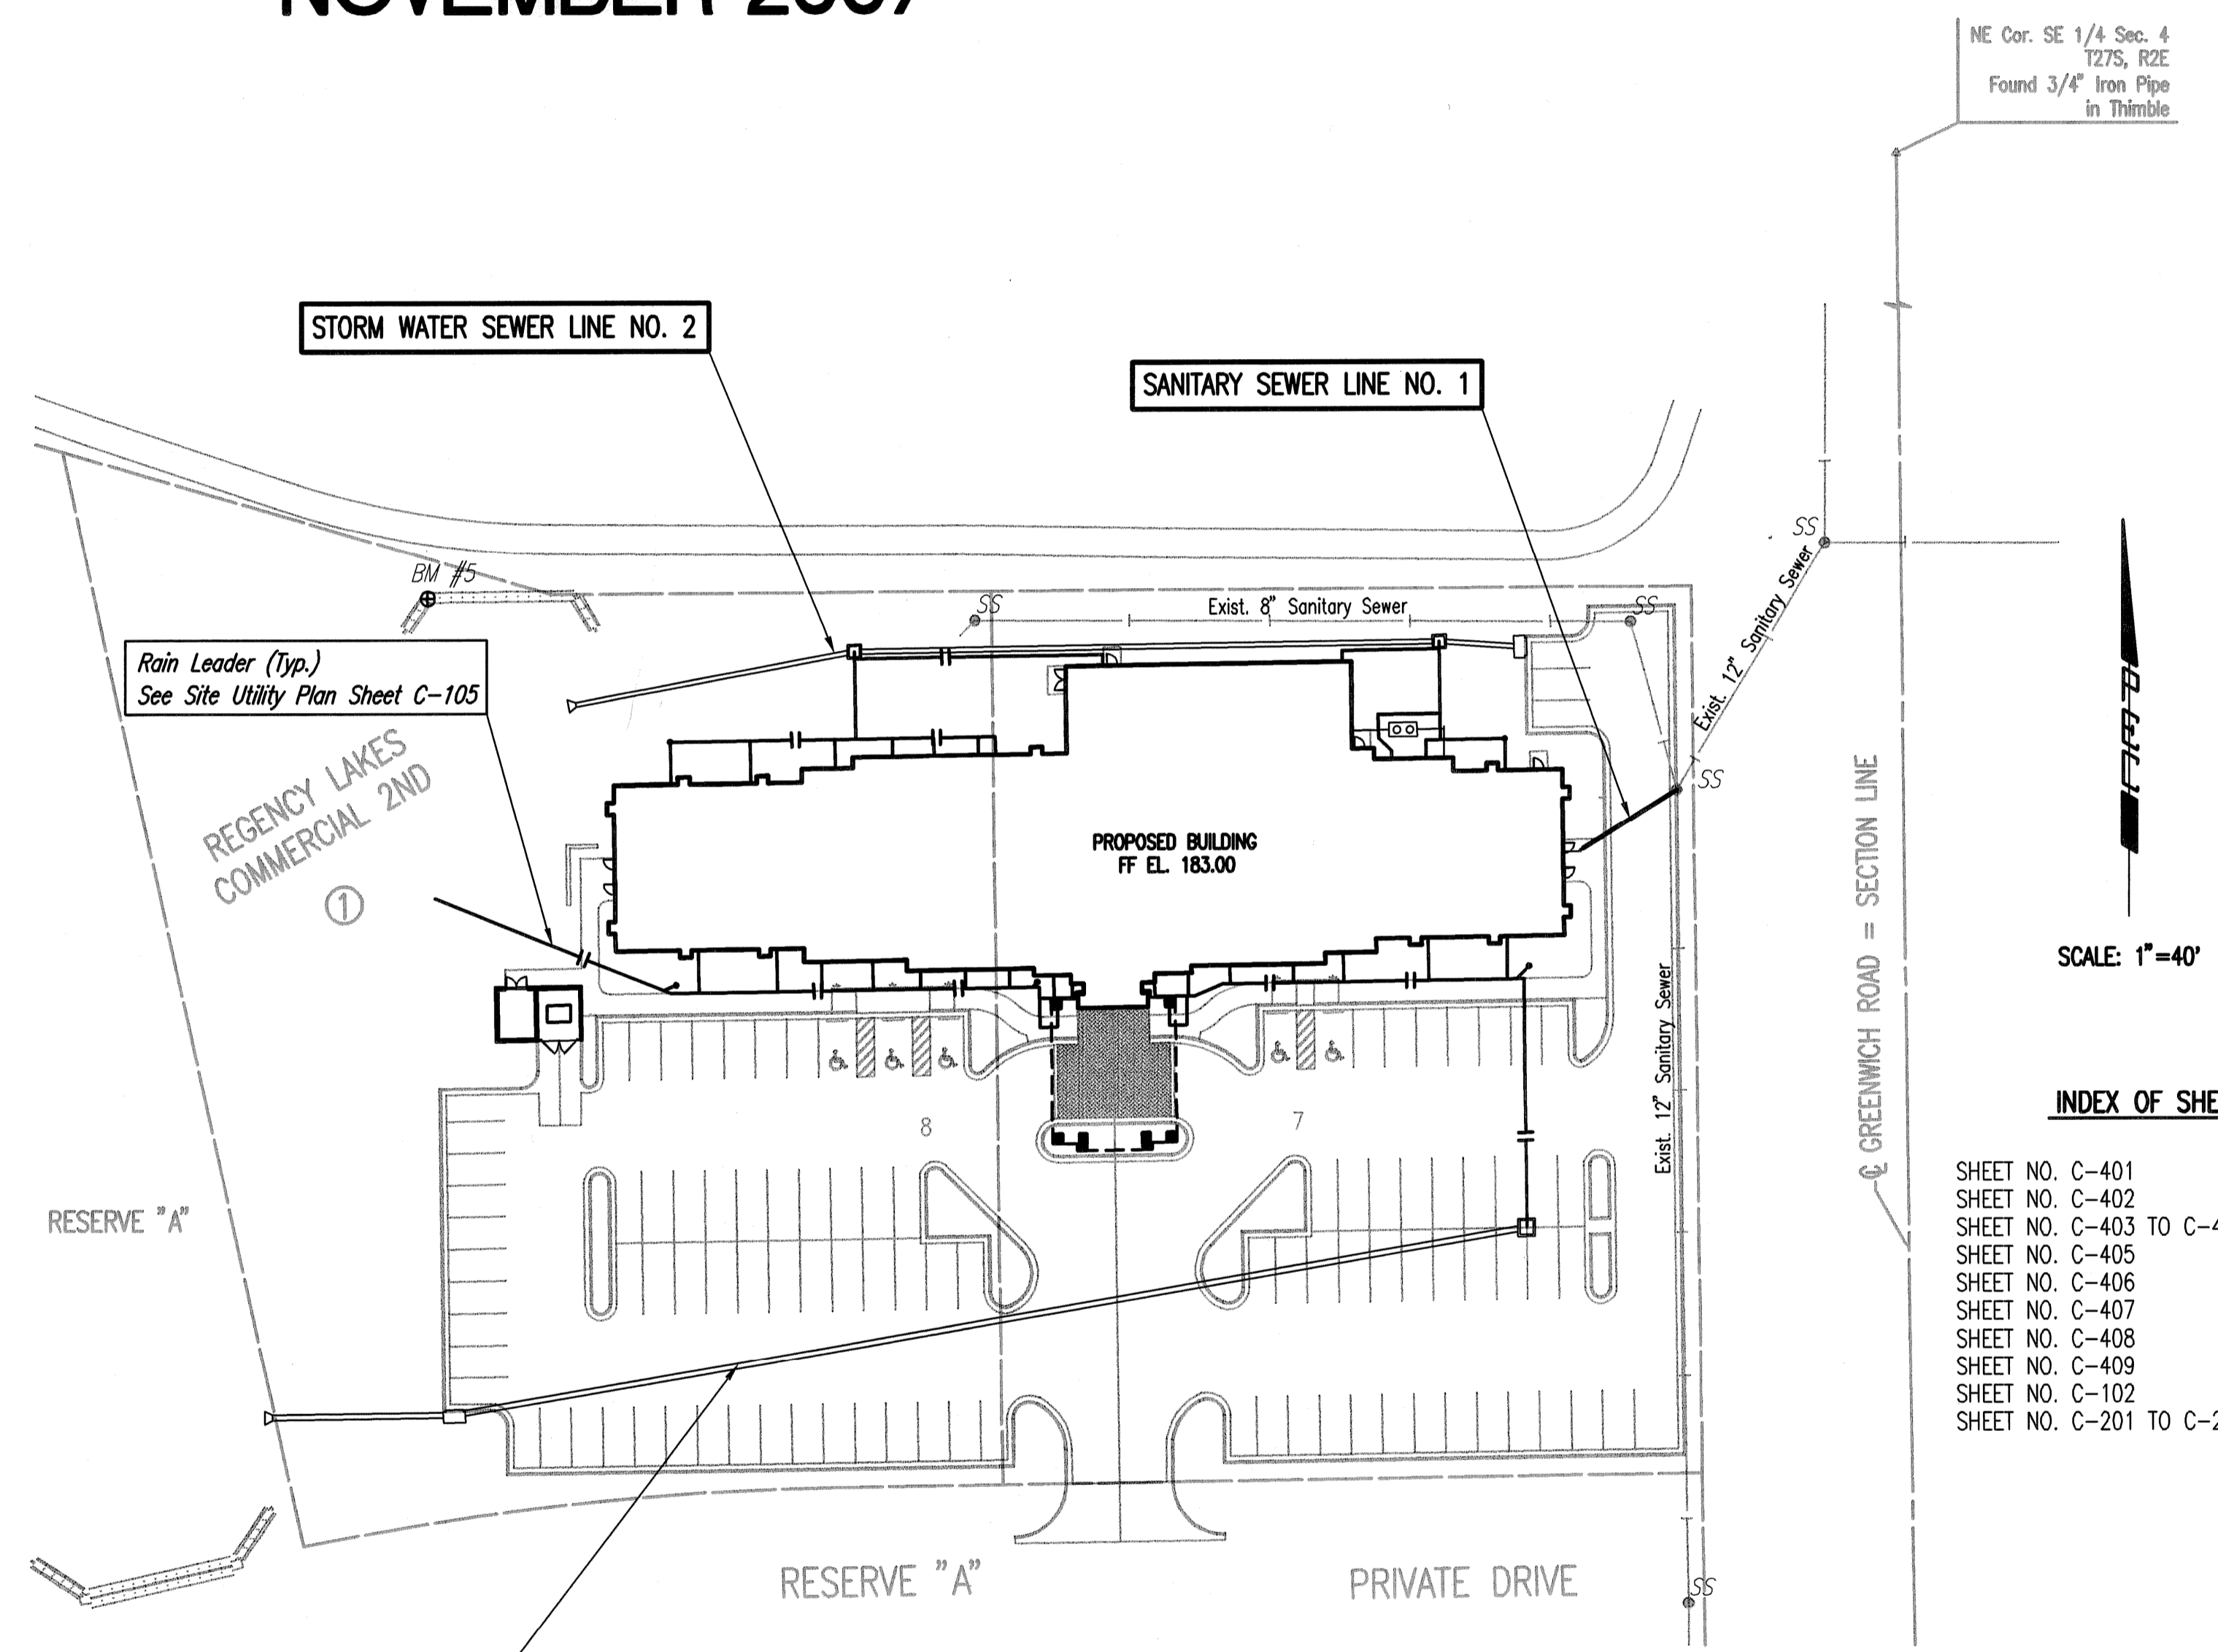 NE Cor. SE 1/4 Sec. 4
T27S, R2E
Found 3/4" Iron Pipe
in Thimble
STORM WATER SEWER LINE NO. 2
SANITARY SEWER LINE NO. 1
SS
BM #5
SS
Exist. 8" Sanitary Sewer
SS
Exist. 12" Sanitary Sewer
Rain Leader (Typ.)
See Site Utility Plan Sheet C-105
SS
REGENCY LAKES
COMMERCIAL 2ND
1
PROPOSED BUILDING
FF EL. 183.00
GREENWICH ROAD = SECTION LINE
SCALE: 1"=40'
Exist. 12" Sanitary Sewer
INDEX OF
8
7
SHEET NO. C-401
SHEET NO. C-402
SHEET NO. C-403 TO
SHEET NO. C-405
SHEET NO. C-406
SHEET NO. C-407
SHEET NO. C-408
SHEET NO. C-409
SHEET NO. C-102
SHEET NO. C-201 TO
RESERVE "A"
RESERVE "A"
PRIVATE DRIVE
SS